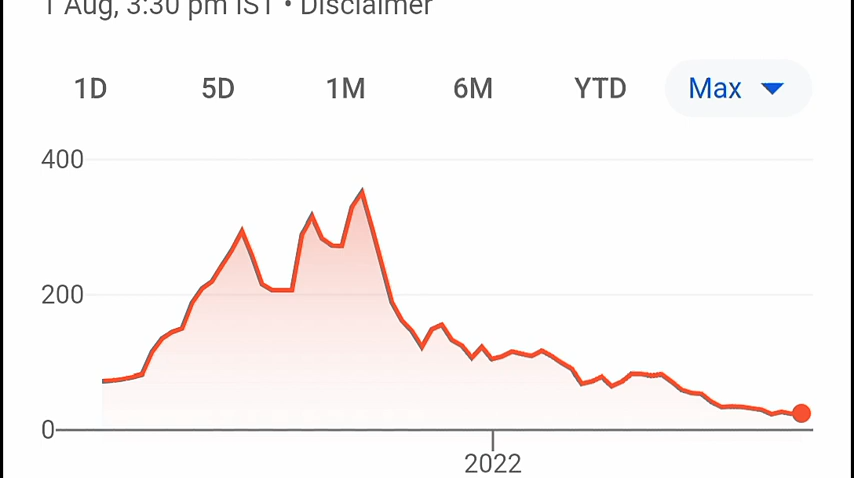 1 Aug, 3:30 pm IST • Disclaimer
1D 5D 1M 6M YTD Max
400
200
0
2022